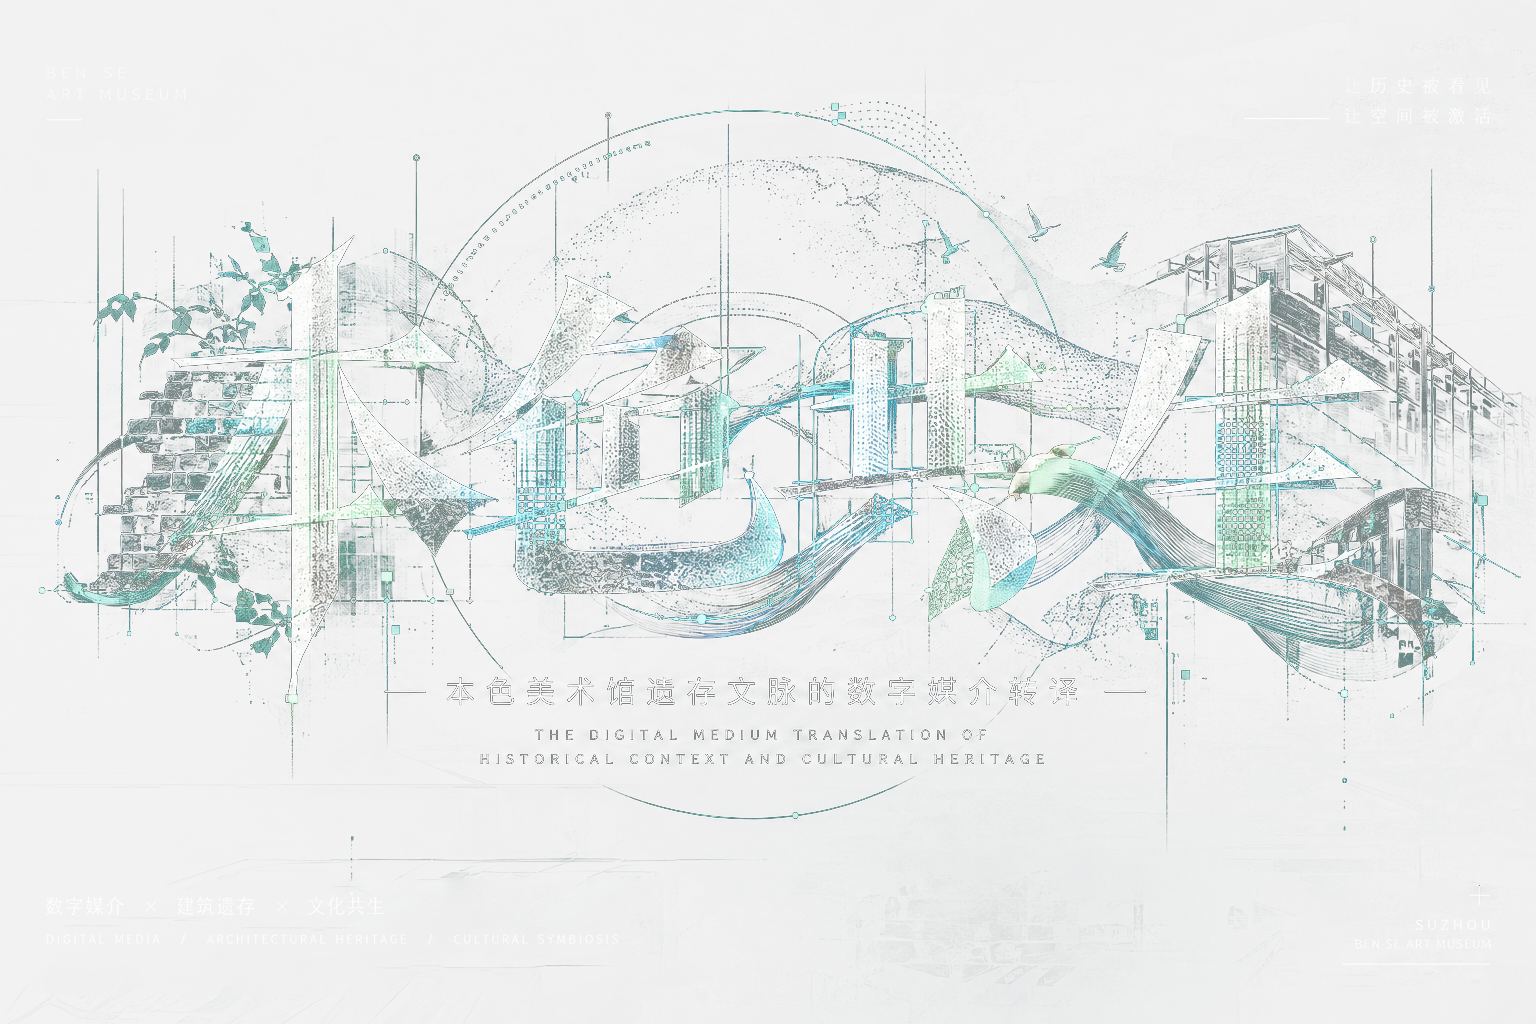 BEN SE
ART MUSEUM
让历史被看见
让空间被激活
本色共生
本色美术馆遗存文脉的数字媒介转译
THE DIGITAL MEDIUM TRANSLATION OF
HISTORICAL CONTEXT AND CULTURAL HERITAGE
数字媒介 × 建筑遗存 × 文化共生
DIGITAL MEDIA / ARCHITECTURAL HERITAGE / CULTURAL SYMBIOSIS
SUZHOU
BEN SE ART MUSEUM